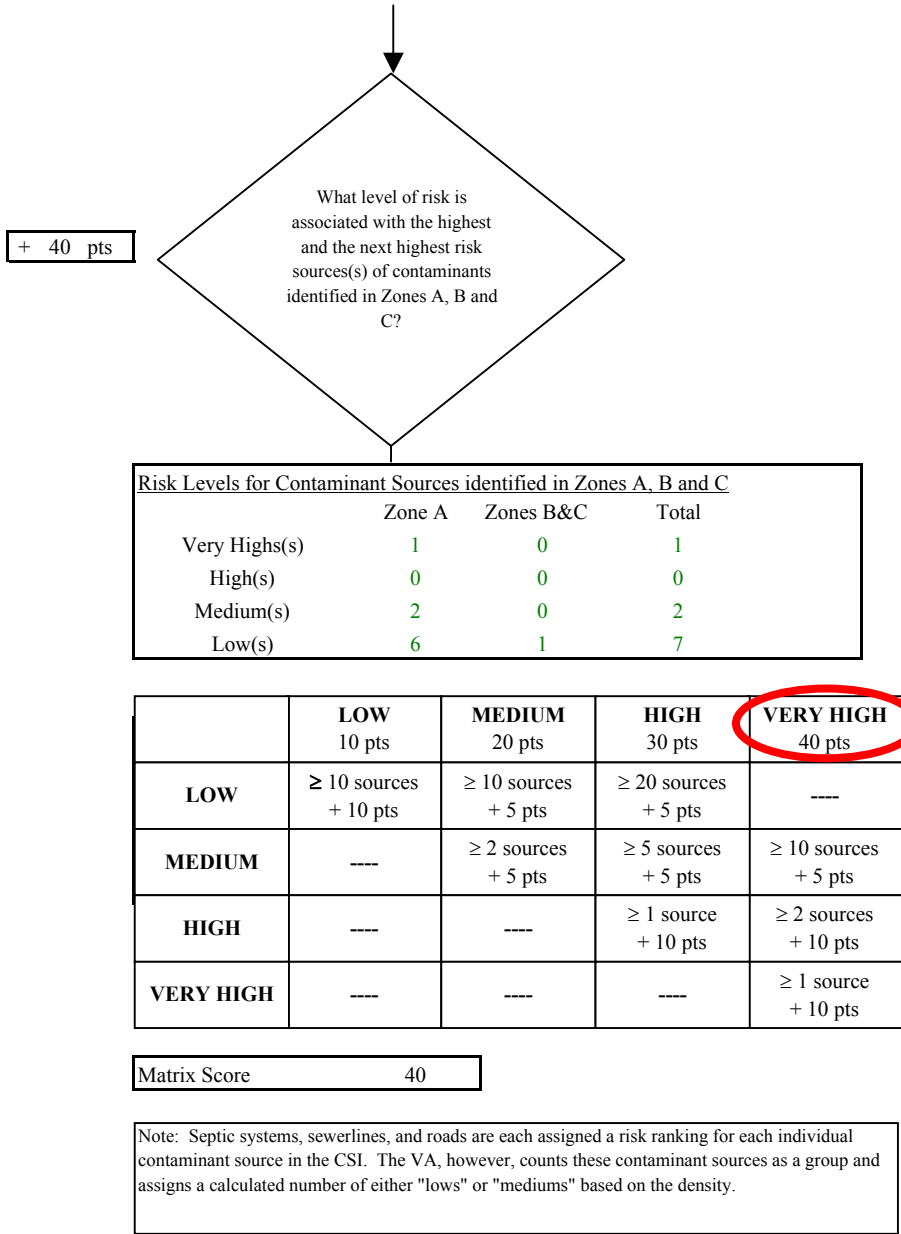 What level of risk is
associated with the highest
and the next highest risk
sources(s) of contaminants
identified in Zones A, B and
C?
+ 40 pts
Risk Levels for Contaminant Sources identified in Zones A, B and C
Zone A Zones B&C Total
Very Highs(s) 1 0 1
High(s) 0 0 0
Medium(s) 2 0 2
Low(s) 6 1 7
LOW MEDIUM HIGH VERY HIGH
10 pts 20 pts 30 pts 40 pts
LOW ≥ 10 sources + 10 pts ≥ 10 sources + 5 pts ≥ 20 sources + 5 pts ----
MEDIUM ---- ≥ 2 sources + 5 pts ≥ 5 sources + 5 pts ≥ 10 sources + 5 pts
HIGH ---- ---- ≥ 1 source + 10 pts ≥ 2 sources + 10 pts
VERY HIGH ---- ---- ---- ≥ 1 source + 10 pts
Matrix Score 40
Note: Septic systems, sewerlines, and roads are each assigned a risk ranking for each individual
contaminant source in the CSI. The VA, however, counts these contaminant sources as a group and
assigns a calculated number of either "lows" or "mediums" based on the density.